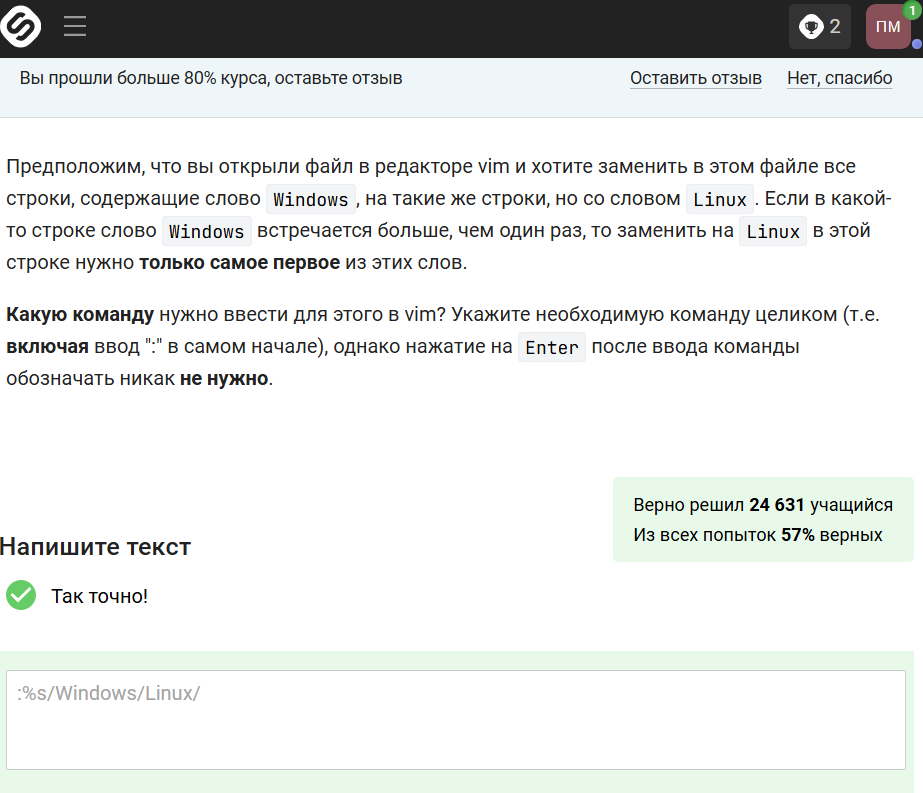 2
ПМ
1
Вы прошли больше 80% курса, оставьте отзыв
Оставить отзыв
Нет, спасибо
Предположим, что вы открыли файл в редакторе vim и хотите заменить в этом файле все
строки, содержащие слово Windows, на такие же строки, но со словом Linux. Если в какой-
то строке слово Windows встречается больше, чем один раз, то заменить на Linux в этой
строке нужно только самое первое из этих слов.
Какую команду нужно ввести для этого в vim? Укажите необходимую команду целиком (т.е.
включая ввод ":" в самом начале), однако нажатие на Enter после ввода команды
обозначать никак не нужно.
Верно решил 24 631 учащийся
Из всех попыток 57% верных
Напишите текст
Так точно!
:%s/Windows/Linux/